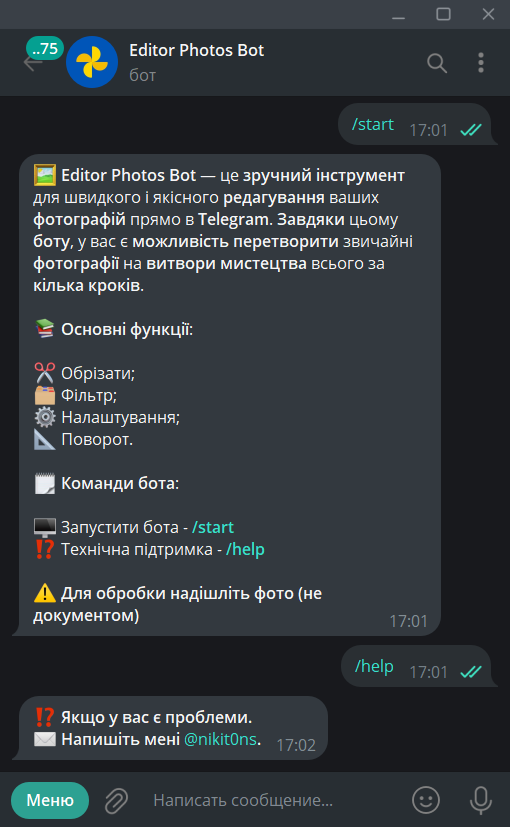 ..75
Editor Photos Bot
бот
/start 17:01
🖼️ Editor Photos Bot — це зручний інструмент
для швидкого і якісного редагування ваших
фотографій прямо в Telegram. Завдяки цьому
боту, у вас є можливість перетворити звичайні
фотографії на витвори мистецтва всього за
кілька кроків.
📚 Основні функції:
✂️ Обрізати;
🗂️ Фільтр;
⚙️ Налаштування;
📐 Поворот.
🗒️ Команди бота:
🖥️ Запустити бота - /start
⁉️ Технічна підтримка - /help
⚠️ Для обробки надішліть фото (не
документом) 17:01
/help 17:01
⁉️ Якщо у вас є проблеми.
✉️ Напишіть мені @nikit0ns. 17:02
Меню Написать сообщение...